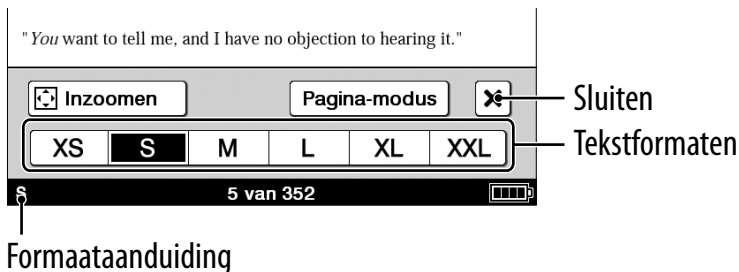 "You want to tell me, and I have no objection to hearing it."
Inzoomen Pagina-modus Sluiten
XS S M L XL XXL Tekstformaten
S 5 van 352
Formaataanduiding